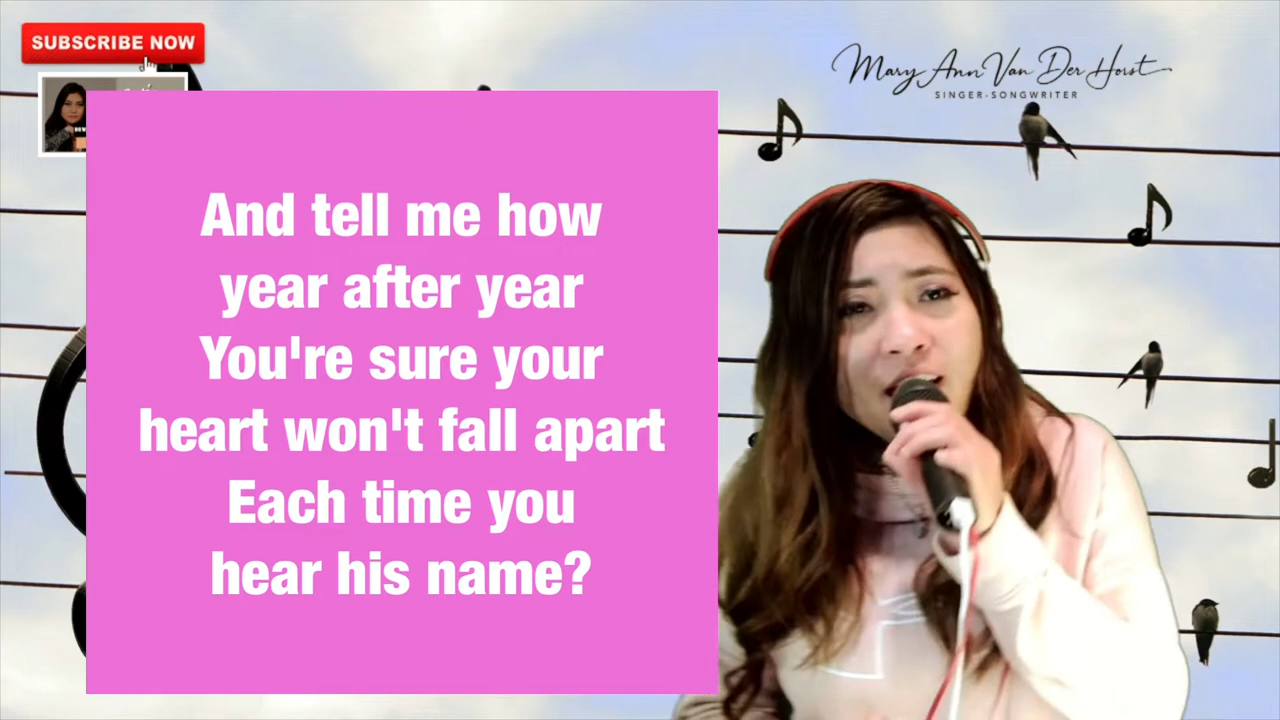 SUBSCRIBE NOW
Mary Ann Van Der Horst
SINGER-SONGWRITER
And tell me how
year after year
You're sure your
heart won't fall apart
Each time you
hear his name?